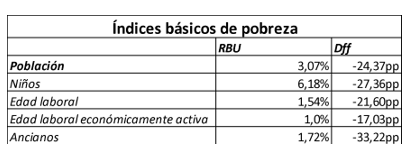 Índices básicos de pobreza
RBU Dff
Población 3,07% -24,37pp
Niños 6,18% -27,36pp
Edad laboral 1,54% -21,60pp
Edad laboral económicamente activa 1,0% -17,03pp
Ancianos 1,72% -33,22pp